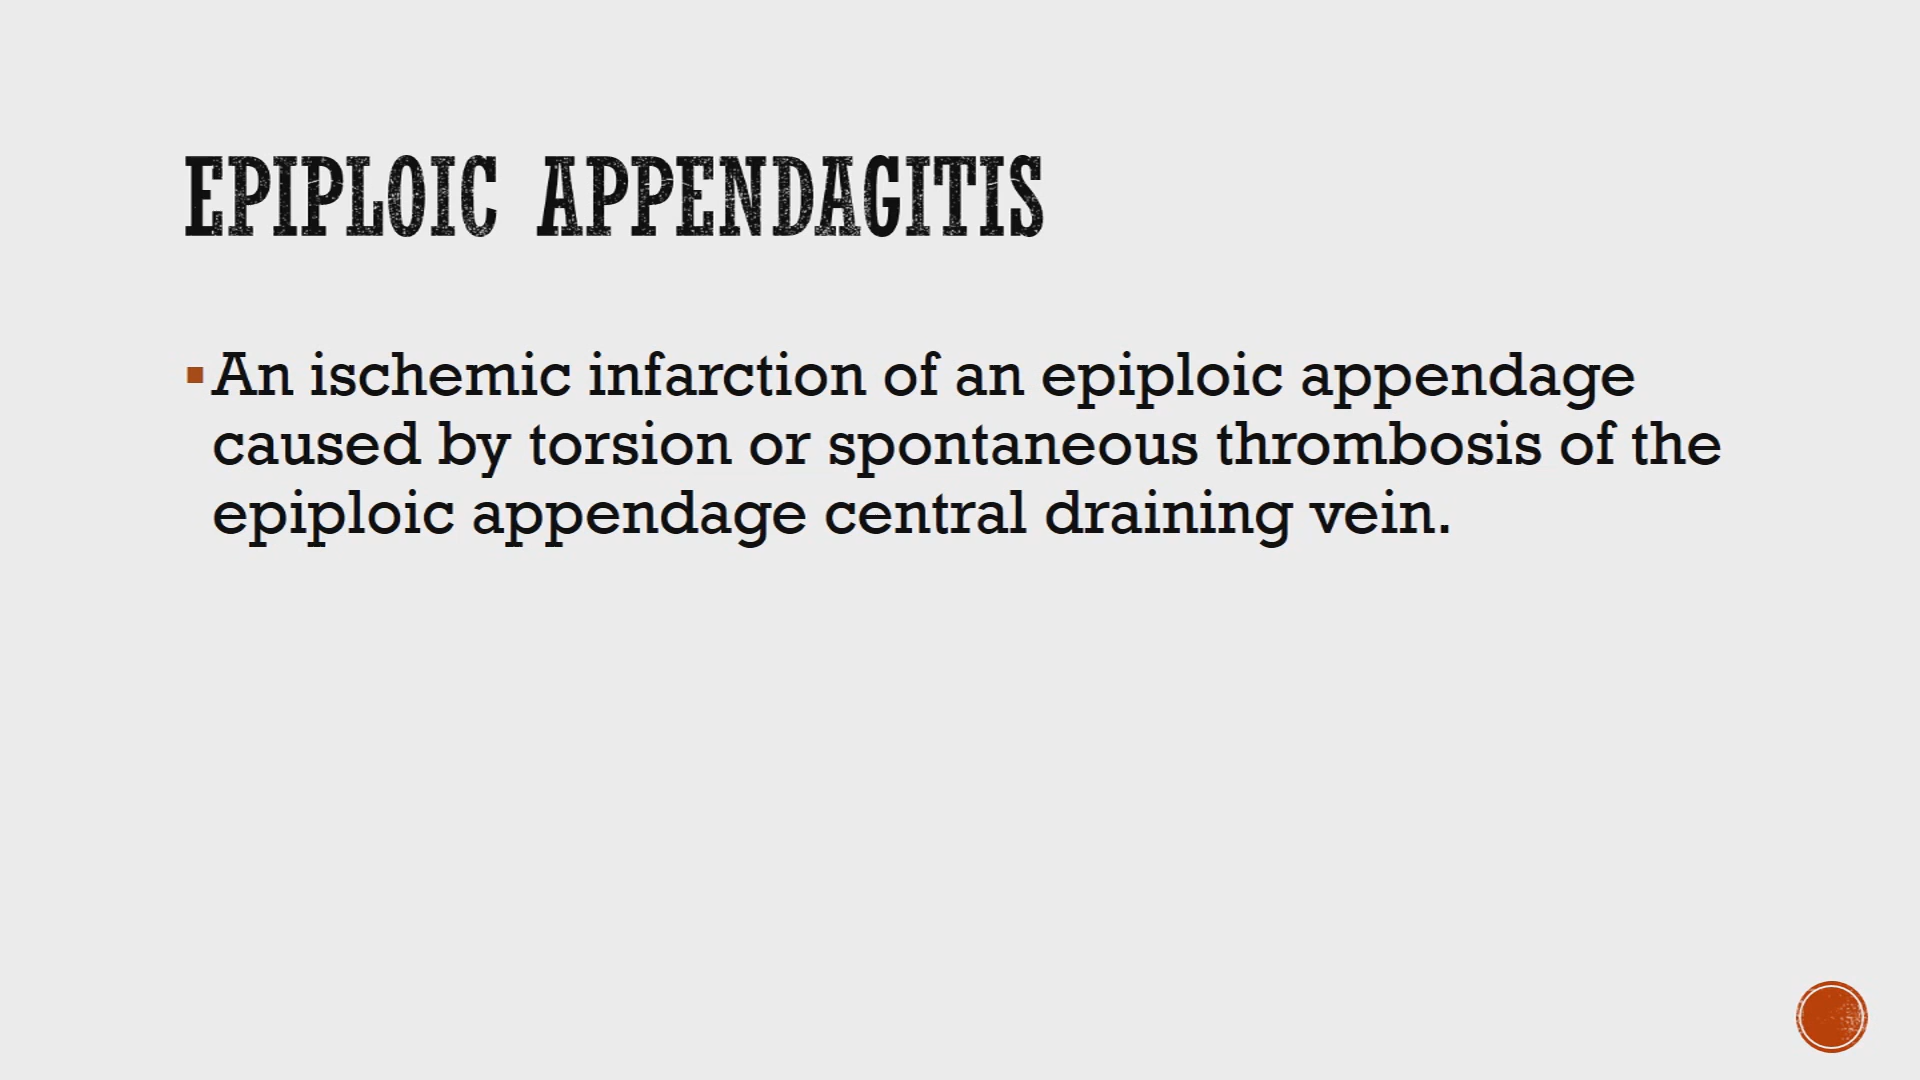 EPIPLOIC APPENDAGITIS
▪An ischemic infarction of an epiploic appendage
caused by torsion or spontaneous thrombosis of the
epiploic appendage central draining vein.